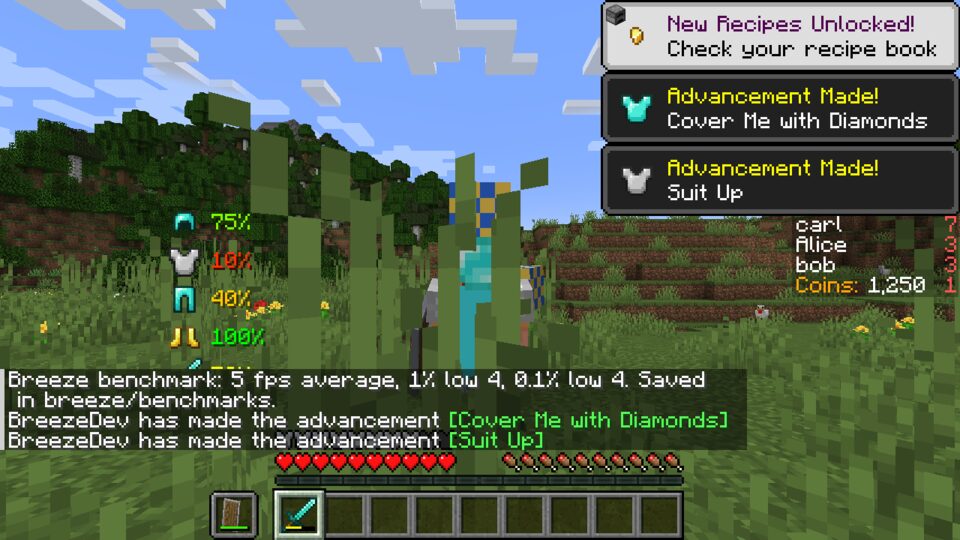 New Recipes Unlocked!
Check your recipe book
Advancement Made!
Cover Me with Diamonds
Advancement Made!
Suit Up
carl 7
Alice 3
bob 3
Coins: 1,250 1
75%
10%
40%
100%
Breeze benchmark: 5 fps average, 1% low 4, 0.1% low 4. Saved
in breeze/benchmarks.
BreezeDev has made the advancement [Cover Me with Diamonds]
BreezeDev has made the advancement [Suit Up]